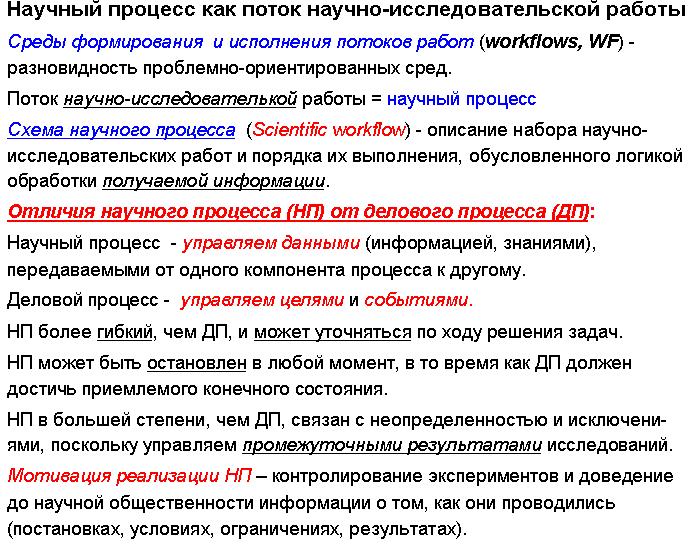 Научный процесс как поток научно-исследовательской работы
Среды формирования и исполнения потоков работ (workflows, WF) -
разновидность проблемно-ориентированных сред.
Поток научно-исследователькой работы = научный процесс
Схема научного процесса (Scientific workflow) - описание набора научно-
исследовательских работ и порядка их выполнения, обусловленного логикой
обработки получаемой информации.
Отличия научного процесса (НП) от делового процесса (ДП):
Научный процесс - управляем данными (информацией, знаниями),
передаваемыми от одного компонента процесса к другому.
Деловой процесс - управляем целями и событиями.
НП более гибкий, чем ДП, и может уточняться по ходу решения задач.
НП может быть остановлен в любой момент, в то время как ДП должен
достичь приемлемого конечного состояния.
НП в большей степени, чем ДП, связан с неопределенностью и исключени-
ями, поскольку управляем промежуточными результатами исследований.
Мотивация реализации НП – контролирование экспериментов и доведение
до научной общественности информации о том, как они проводились
(постановках, условиях, ограничениях, результатах).